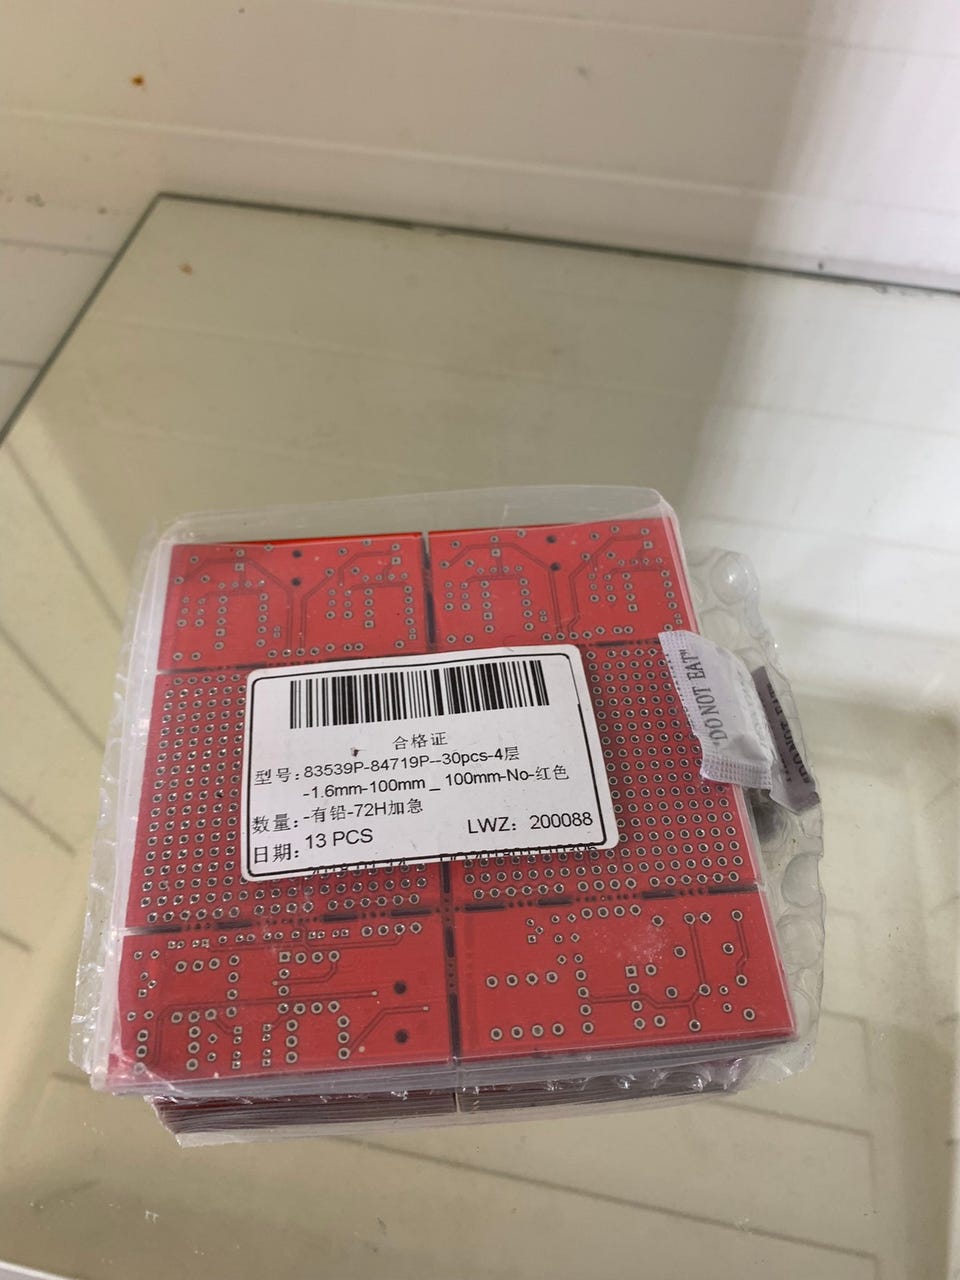 合格证
型号: 83539P-84719P--30pcs-4层
-1.6mm-100mm _ 100mm-No-红色
数量: -有铅-72H加急
日期: 13 PCS
LWZ: 200088
"DO NOT EAT"